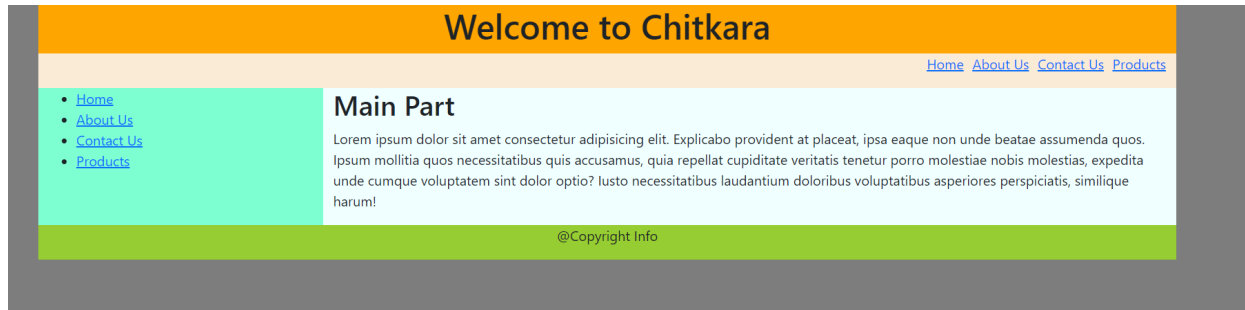 Welcome to Chitkara
Home About Us Contact Us Products
Home
About Us
Contact Us
Products
Main Part
Lorem ipsum dolor sit amet consectetur adipisicing elit. Explicabo provident at placeat, ipsa eaque non unde beatae assumenda quos.
Ipsum mollitia quos necessitatibus quis accusamus, quia repellat cupiditate veritatis tenetur porro molestiae nobis molestias, expedita
unde cumque voluptatem sint dolor optio? Iusto necessitatibus laudantium doloribus voluptatibus asperiores perspiciatis, similique
harum!
@Copyright Info